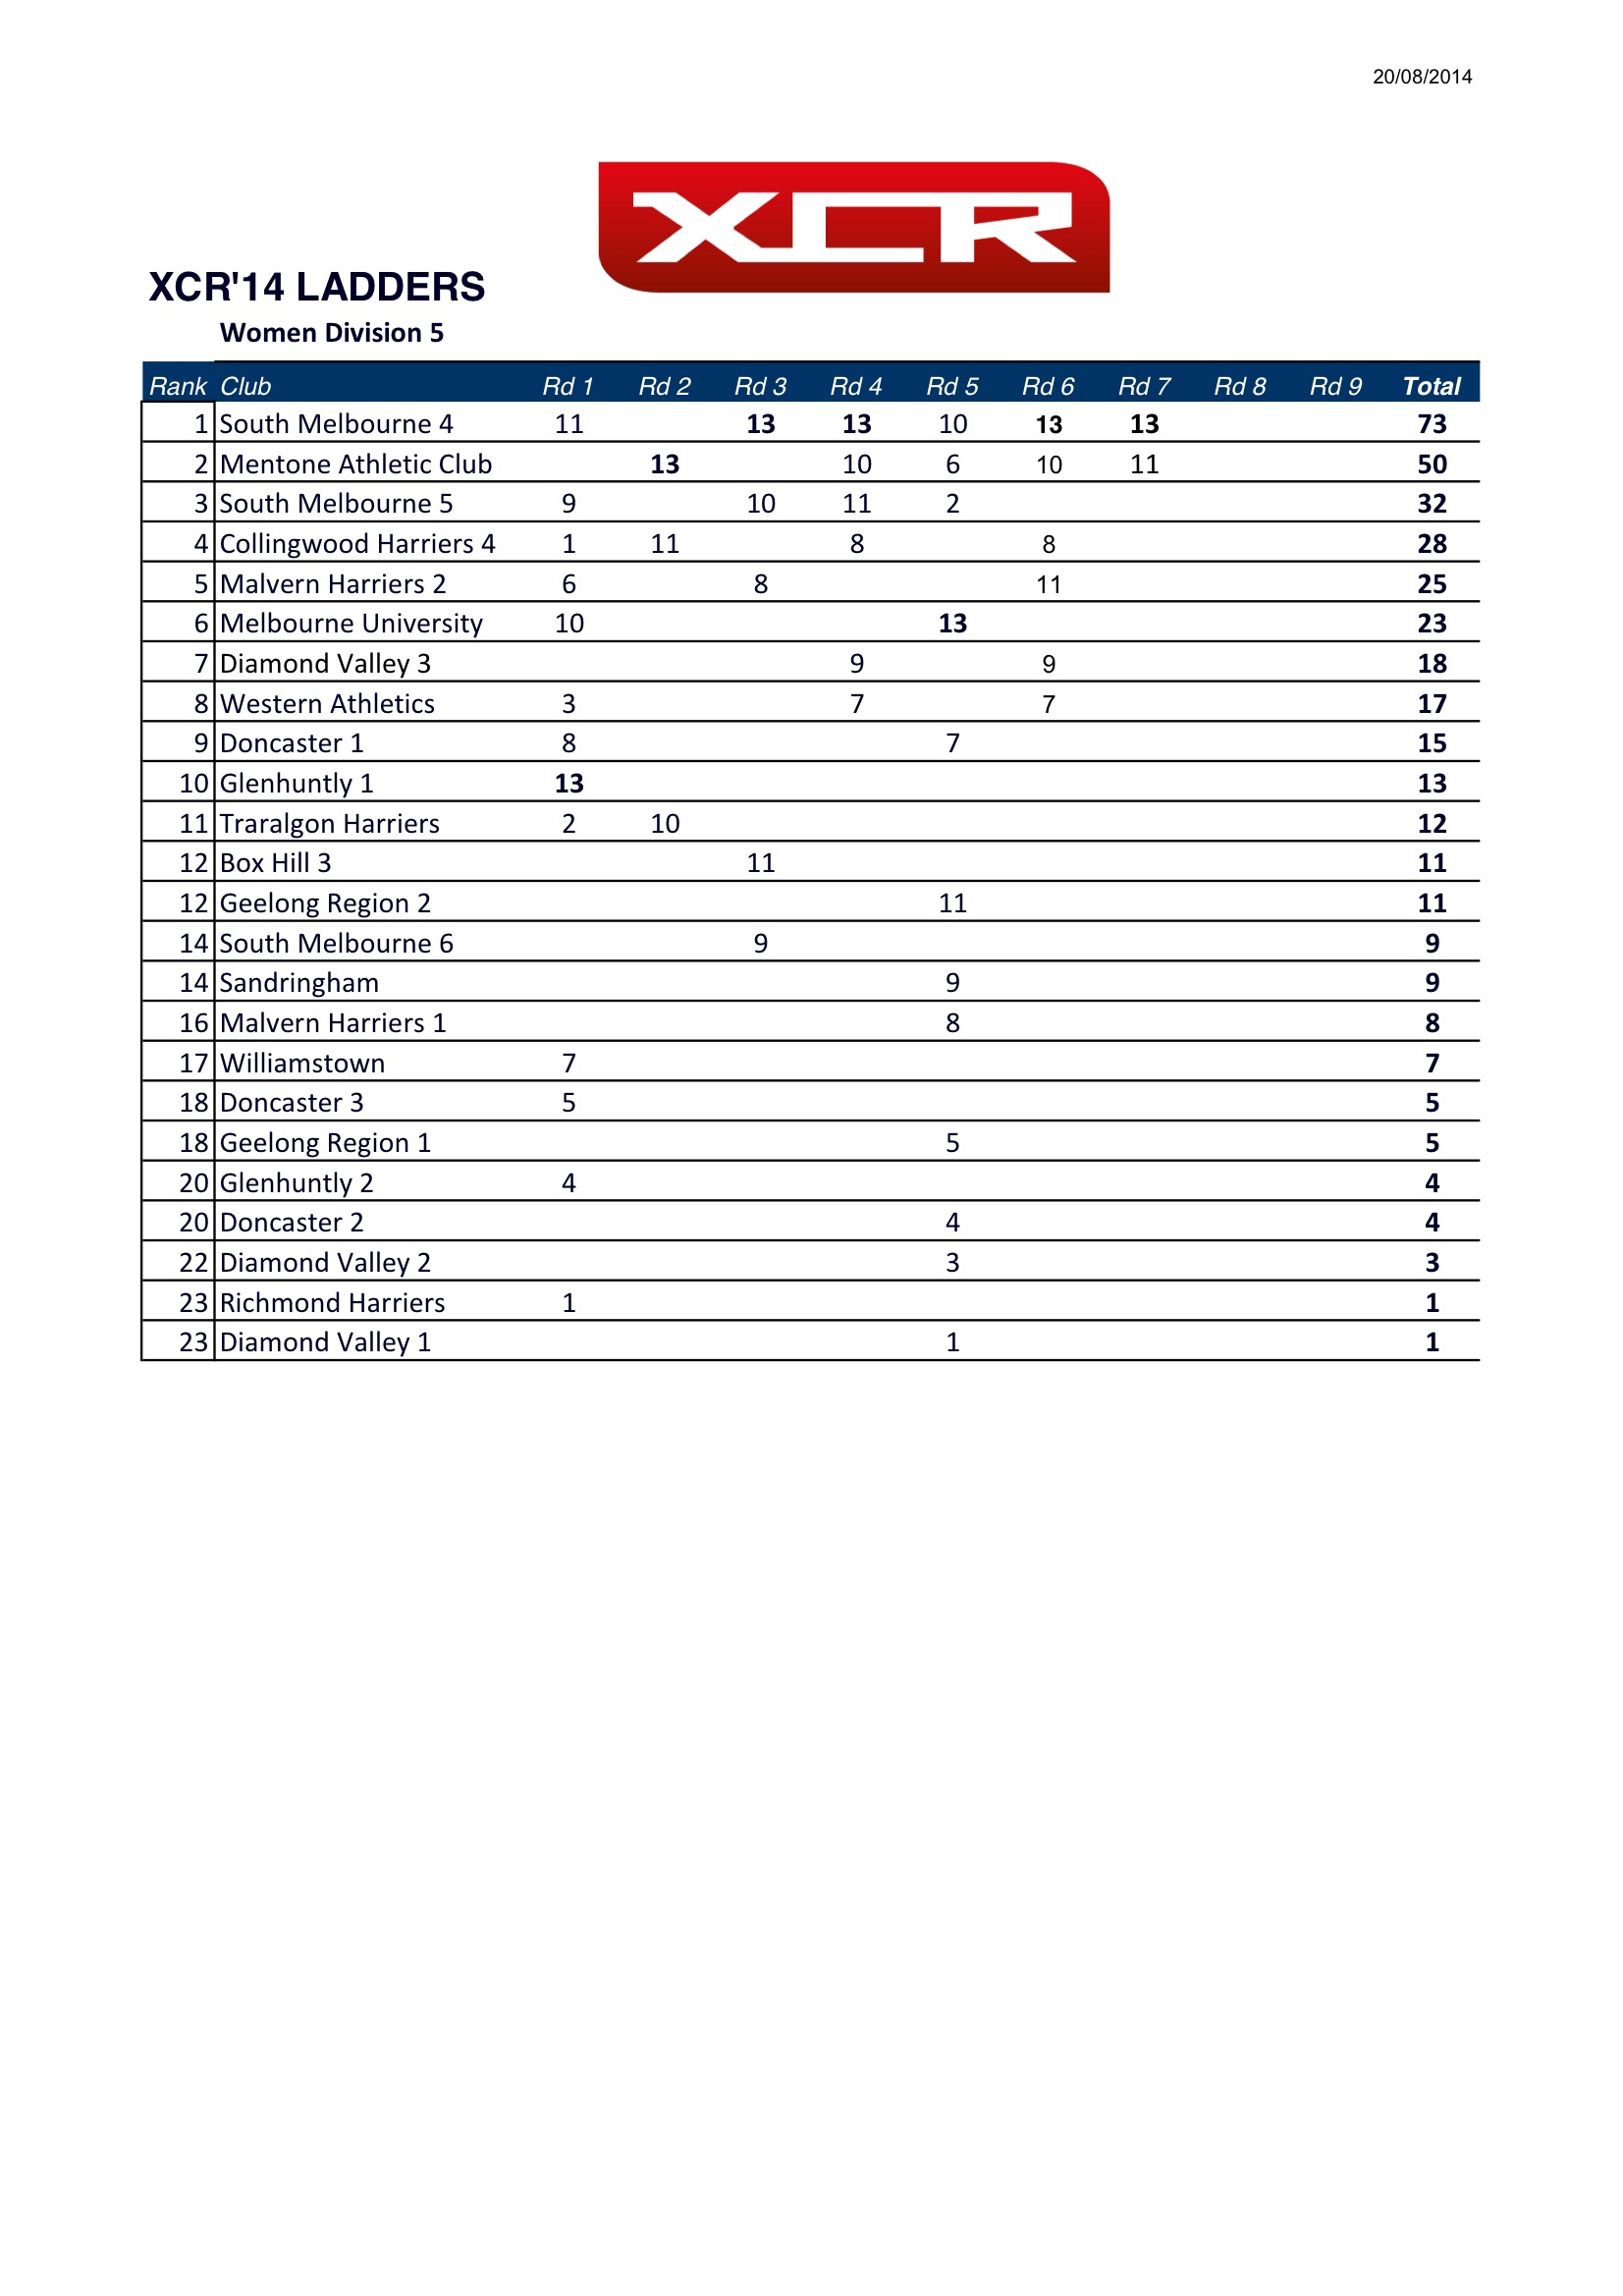 20/08/2014
XCR
XCR'14 LADDERS
Women Division 5
Rank Club Rd 1 Rd 2 Rd 3 Rd 4 Rd 5 Rd 6 Rd 7 Rd 8 Rd 9 Total
1 South Melbourne 4 11 13 13 10 13 13 73
2 Mentone Athletic Club 13 10 6 10 11 50
3 South Melbourne 5 9 10 11 2 32
4 Collingwood Harriers 4 1 11 8 8 28
5 Malvern Harriers 2 6 8 11 25
6 Melbourne University 10 13 23
7 Diamond Valley 3 9 9 18
8 Western Athletics 3 7 7 17
9 Doncaster 1 8 7 15
10 Glenhuntly 1 13 13
11 Traralgon Harriers 2 10 12
12 Box Hill 3 11 11
12 Geelong Region 2 11 11
14 South Melbourne 6 9 9
14 Sandringham 9 9
16 Malvern Harriers 1 8 8
17 Williamstown 7 7
18 Doncaster 3 5 5
18 Geelong Region 1 5 5
20 Glenhuntly 2 4 4
20 Doncaster 2 4 4
22 Diamond Valley 2 3 3
23 Richmond Harriers 1 1
23 Diamond Valley 1 1 1